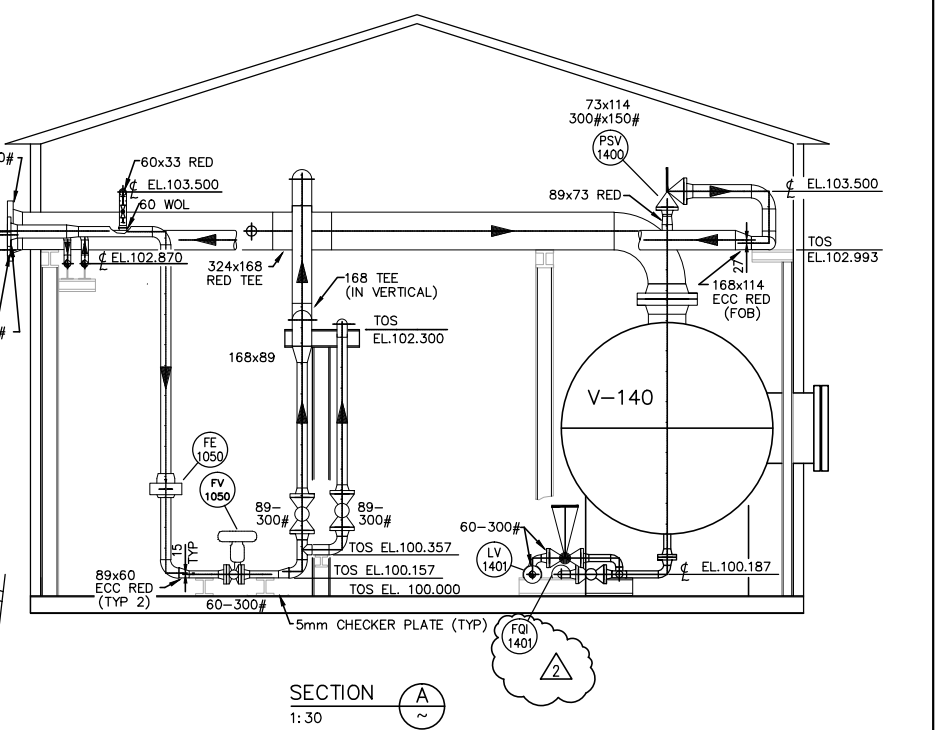 73x114
300#x150#
PSV
1400
0#
60x33 RED
℄ EL.103.500
60 WOL
89x73 RED
℄ EL.103.500
℄ EL.102.870
324x168
RED TEE
168 TEE
(IN VERTICAL)
TOS
EL.102.993
27
168x114
ECC RED
(FOB)
#
TOS
EL.102.300
168x89
V-140
FE
1050
FV
1050
89-
300#
89-
300#
60-300#
15
TYP
TOS EL.100.357
LV
1401
89x60
ECC RED
(TYP 2)
TOS EL.100.157
℄ EL.100.187
TOS EL. 100.000
60-300#
5mm CHECKER PLATE (TYP)
FQI
1401
2
SECTION
A
1:30
~